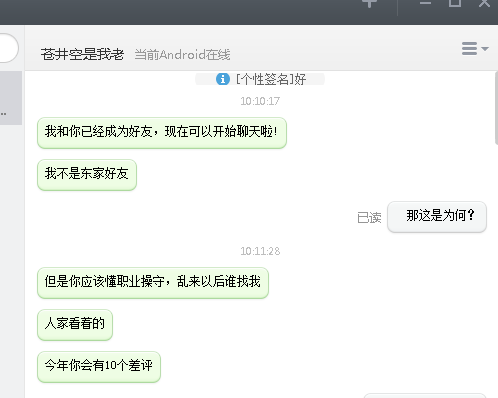 苍井空是我老 当前Android在线
[个性签名]好
10:10:17
我和你已经成为好友，现在可以开始聊天啦!
我不是东家好友
已读 那这是为何?
10:11:28
但是你应该懂职业操守，乱来以后谁找我
人家看着的
今年你会有10个差评